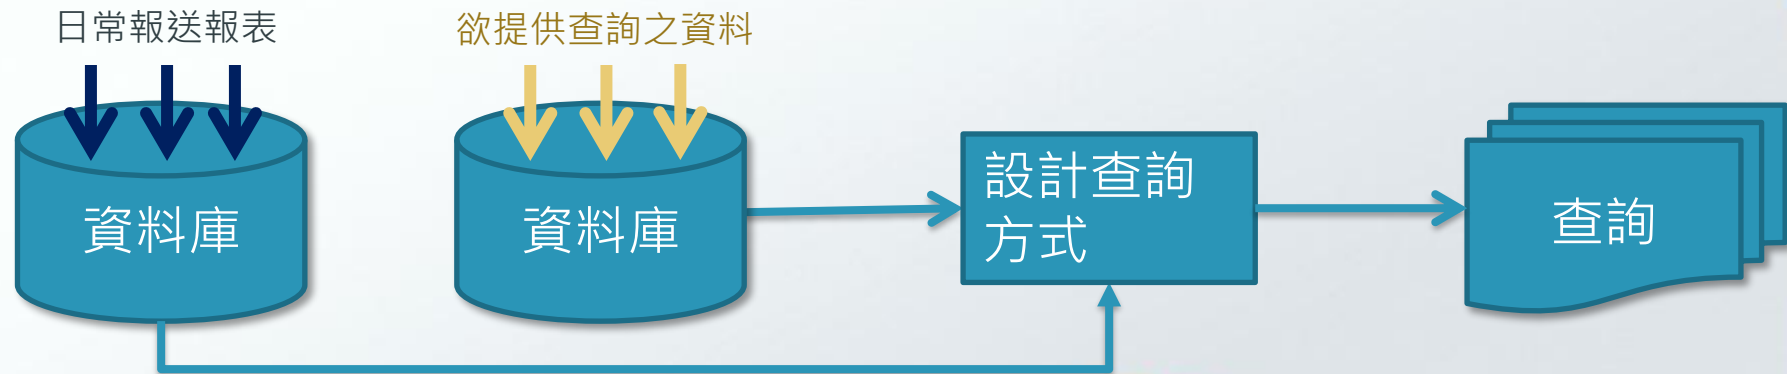 日常報送報表
欲提供查詢之資料
資料庫
資料庫
設計查詢
方式
查詢